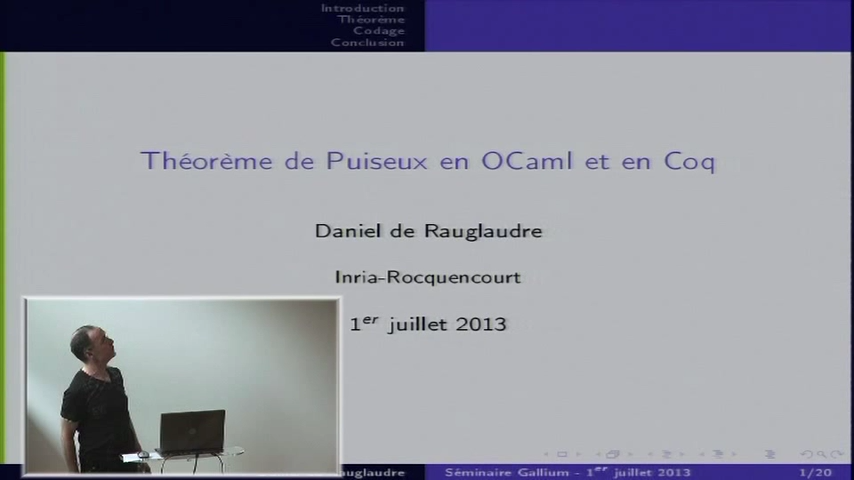 Introduction
Théorème
Codage
Conclusion
Théorème de Puiseux en OCaml et en Coq
Daniel de Rauglaudre
Inria-Rocquencourt
1er juillet 2013
auglaudre
Séminaire Gallium - 1er juillet 2013
1/20